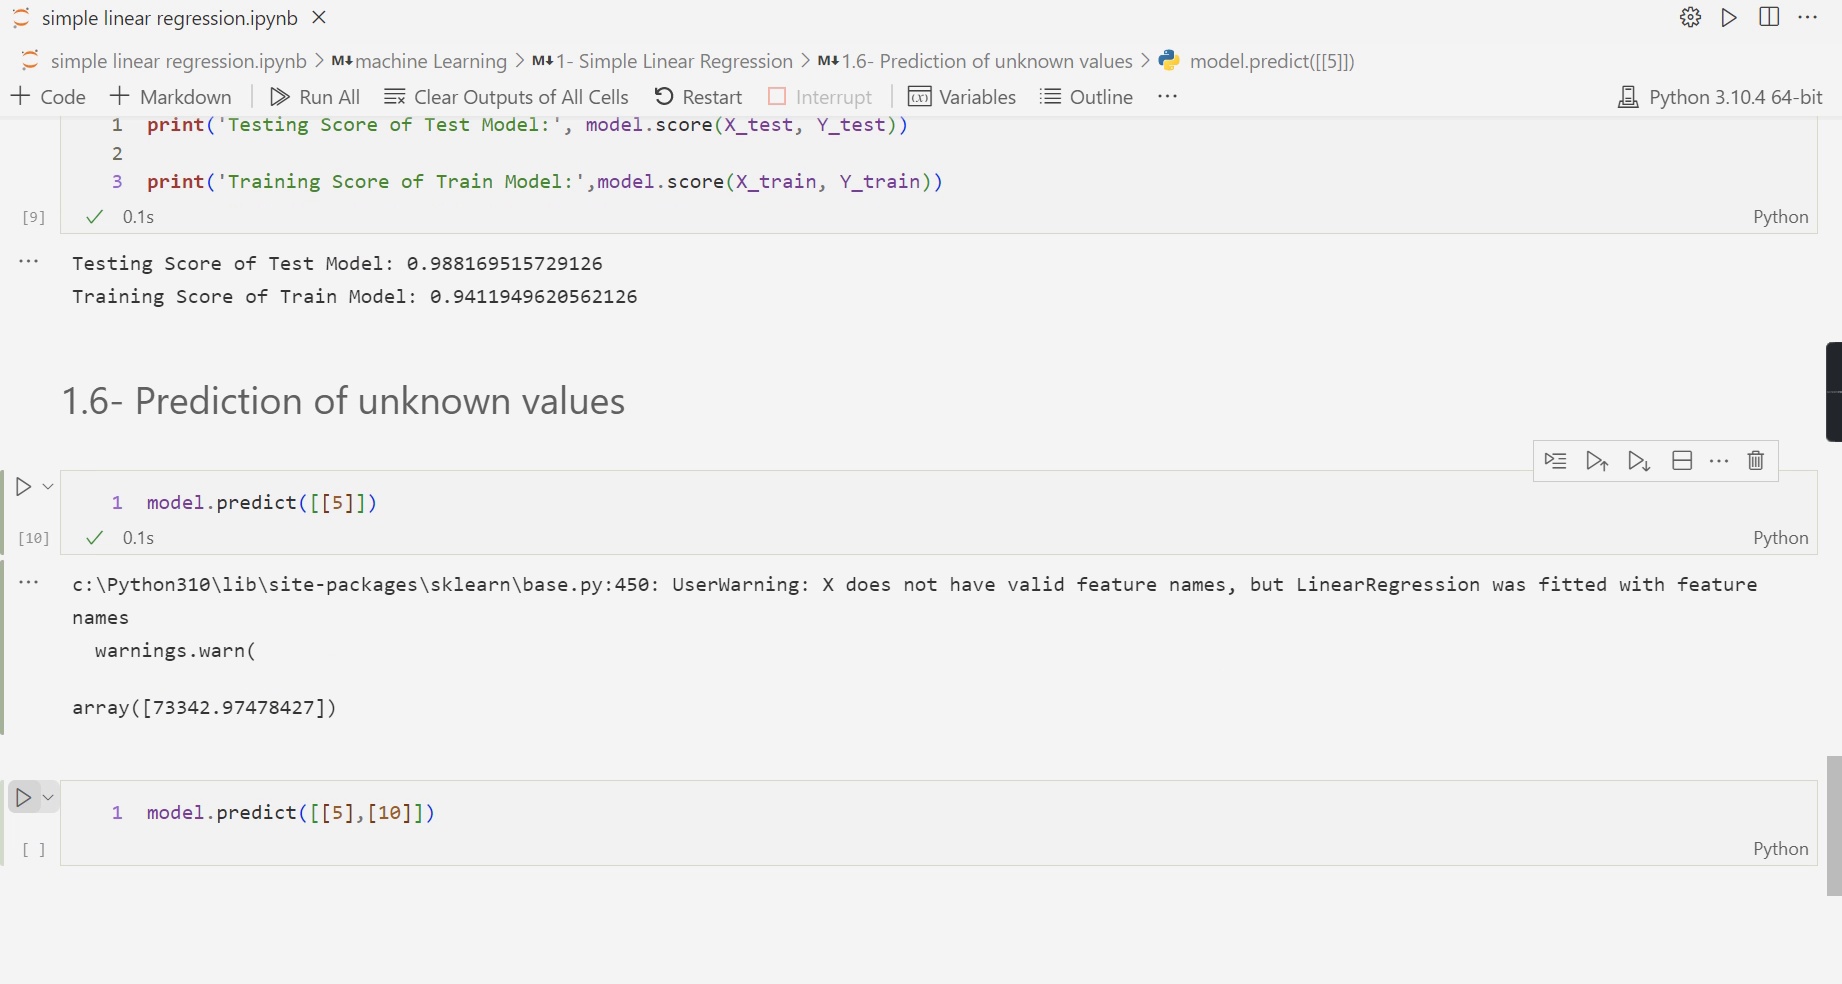 simple linear regression.ipynb
simple linear regression.ipynb > M↓ machine Learning > M↓ 1- Simple Linear Regression > M↓ 1.6- Prediction of unknown values > model.predict([[5]])
+ Code + Markdown Run All Clear Outputs of All Cells Restart Interrupt (x) Variables Outline ... Python 3.10.4 64-bit
1 print('Testing Score of Test Model:', model.score(X_test, Y_test))
2
3 print('Training Score of Train Model:',model.score(X_train, Y_train))
[9] 0.1s Python
... Testing Score of Test Model: 0.988169515729126
Training Score of Train Model: 0.9411949620562126
1.6- Prediction of unknown values
1 model.predict([[5]])
[10] 0.1s Python
... c:\Python310\lib\site-packages\sklearn\base.py:450: UserWarning: X does not have valid feature names, but LinearRegression was fitted with feature
names
warnings.warn(
array([73342.97478427])
1 model.predict([[5],[10]])
[ ] Python